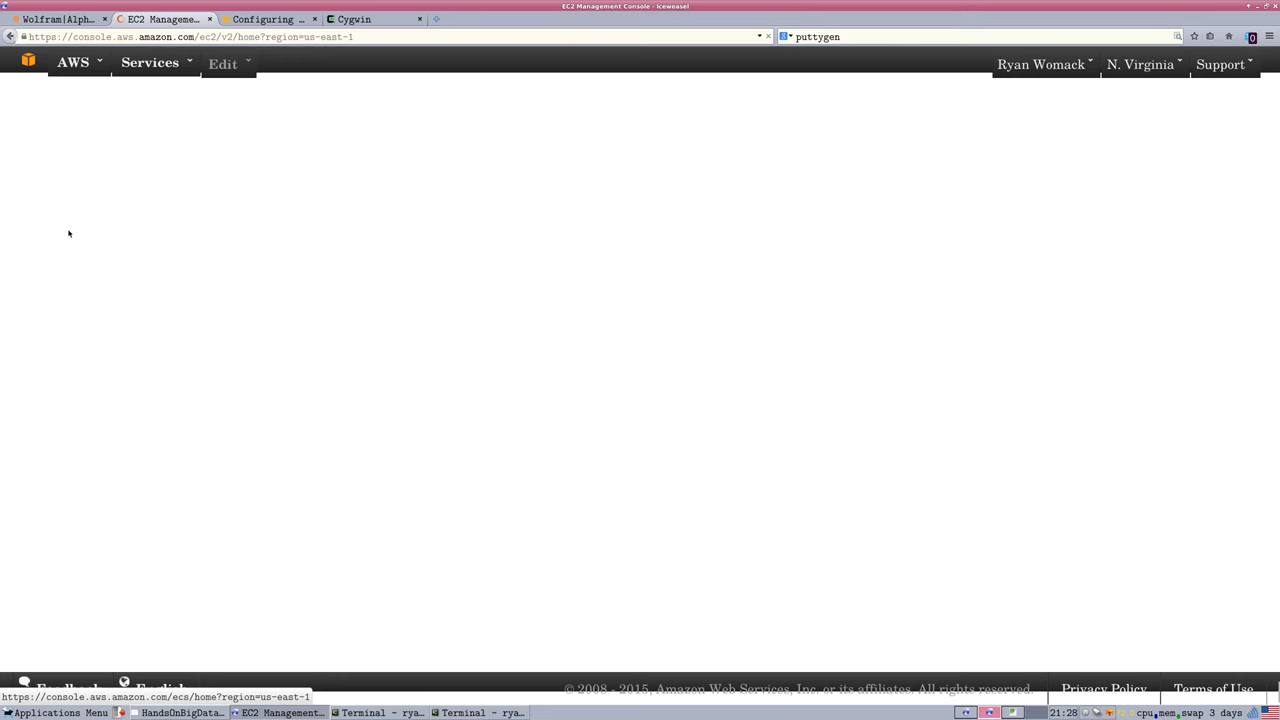 EC2 Management Console - Iceweasel
Wolfram|Alph...
EC2 Manageme...
Configuring ...
Cygwin
https://console.aws.amazon.com/ec2/v2/home?region=us-east-1
puttygen
0
AWS
Services
Edit
Ryan Womack
N. Virginia
Support
Feedback
English
© 2008 - 2015, Amazon Web Services, Inc. or its affiliates. All rights reserved.
Privacy Policy
Terms of Use
https://console.aws.amazon.com/ecs/home?region=us-east-1
Applications Menu
HandsOnBigData...
EC2 Management...
Terminal - rya...
Terminal - rya...
21:28
cpu mem swap 3 days